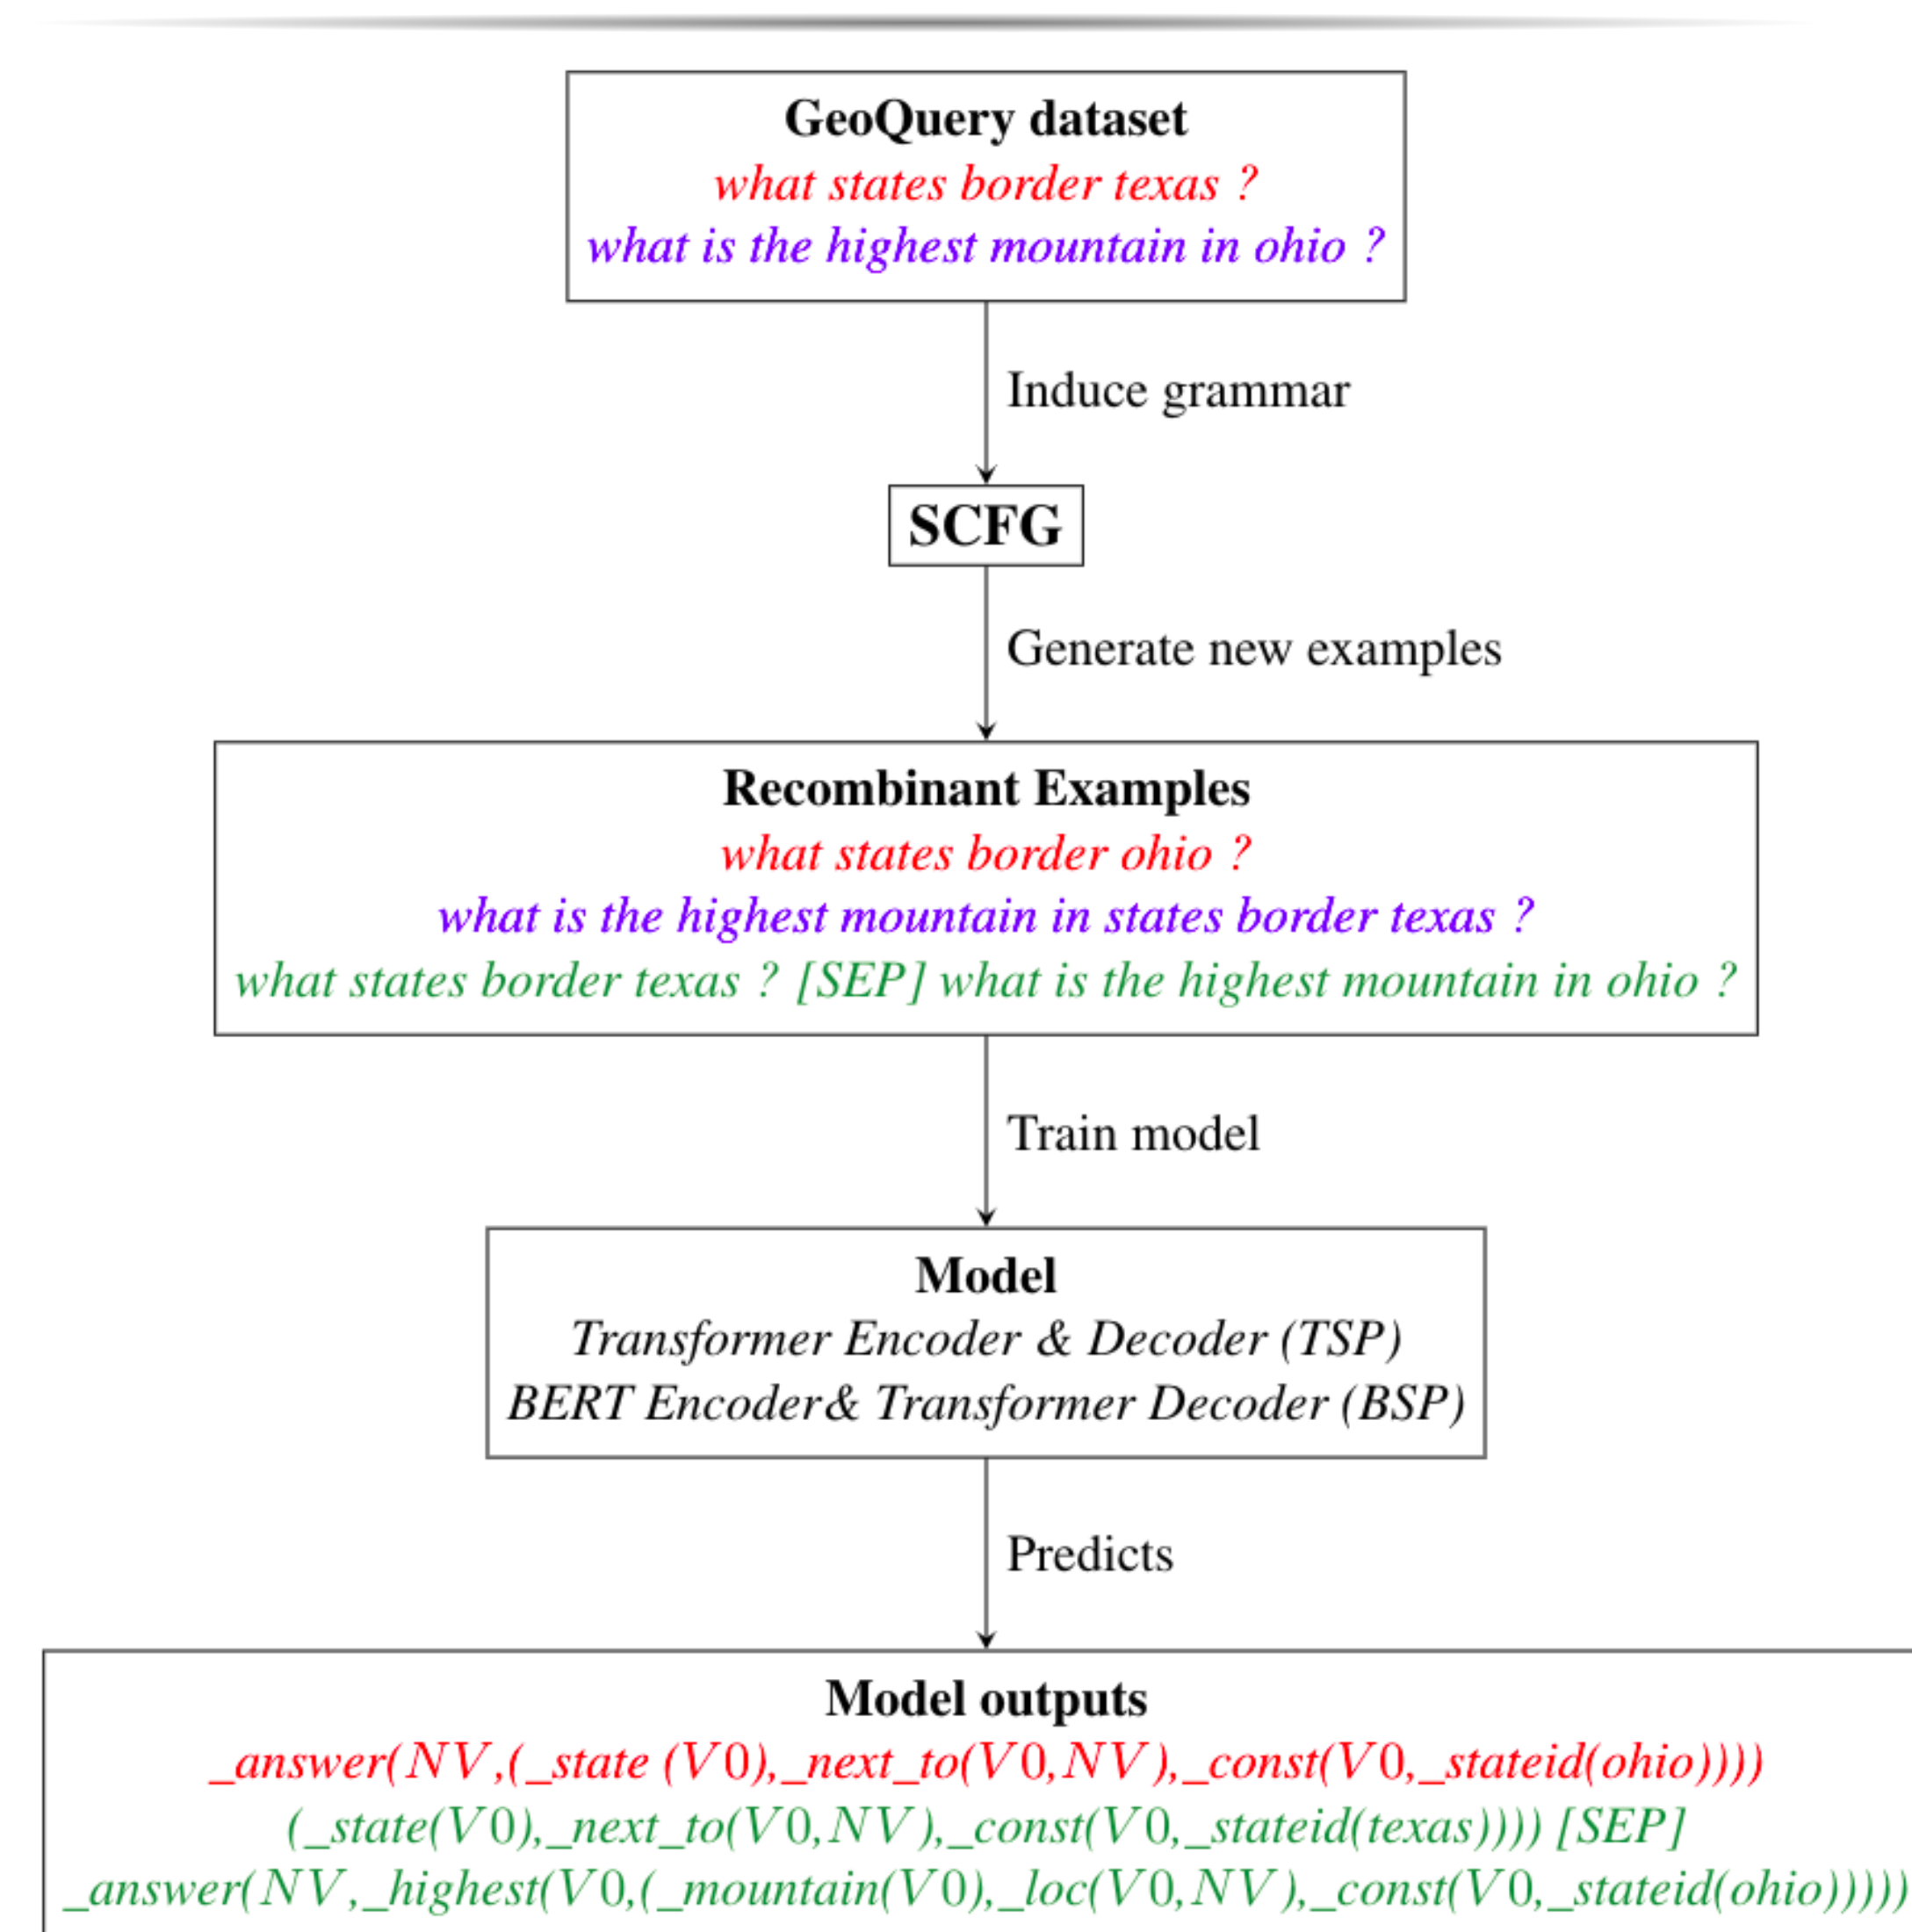 GeoQuery dataset
what states border texas ?
what is the highest mountain in ohio ?
Induce grammar
SCFG
Generate new examples
Recombinant Examples
what states border ohio ?
what is the highest mountain in states border texas ?
what states border texas ? [SEP] what is the highest mountain in ohio ?
Train model
Model
Transformer Encoder & Decoder (TSP)
BERT Encoder& Transformer Decoder (BSP)
Predicts
Model outputs
_answer(NV,(_state (V0),_next_to(V0,NV),_const(V0,_stateid(ohio))))
(_state(V0),_next_to(V0,NV),_const(V0,_stateid(texas)))) [SEP]
_answer(NV,_highest(V0,(_mountain(V0),_loc(V0,NV),_const(V0,_stateid(ohio)))))